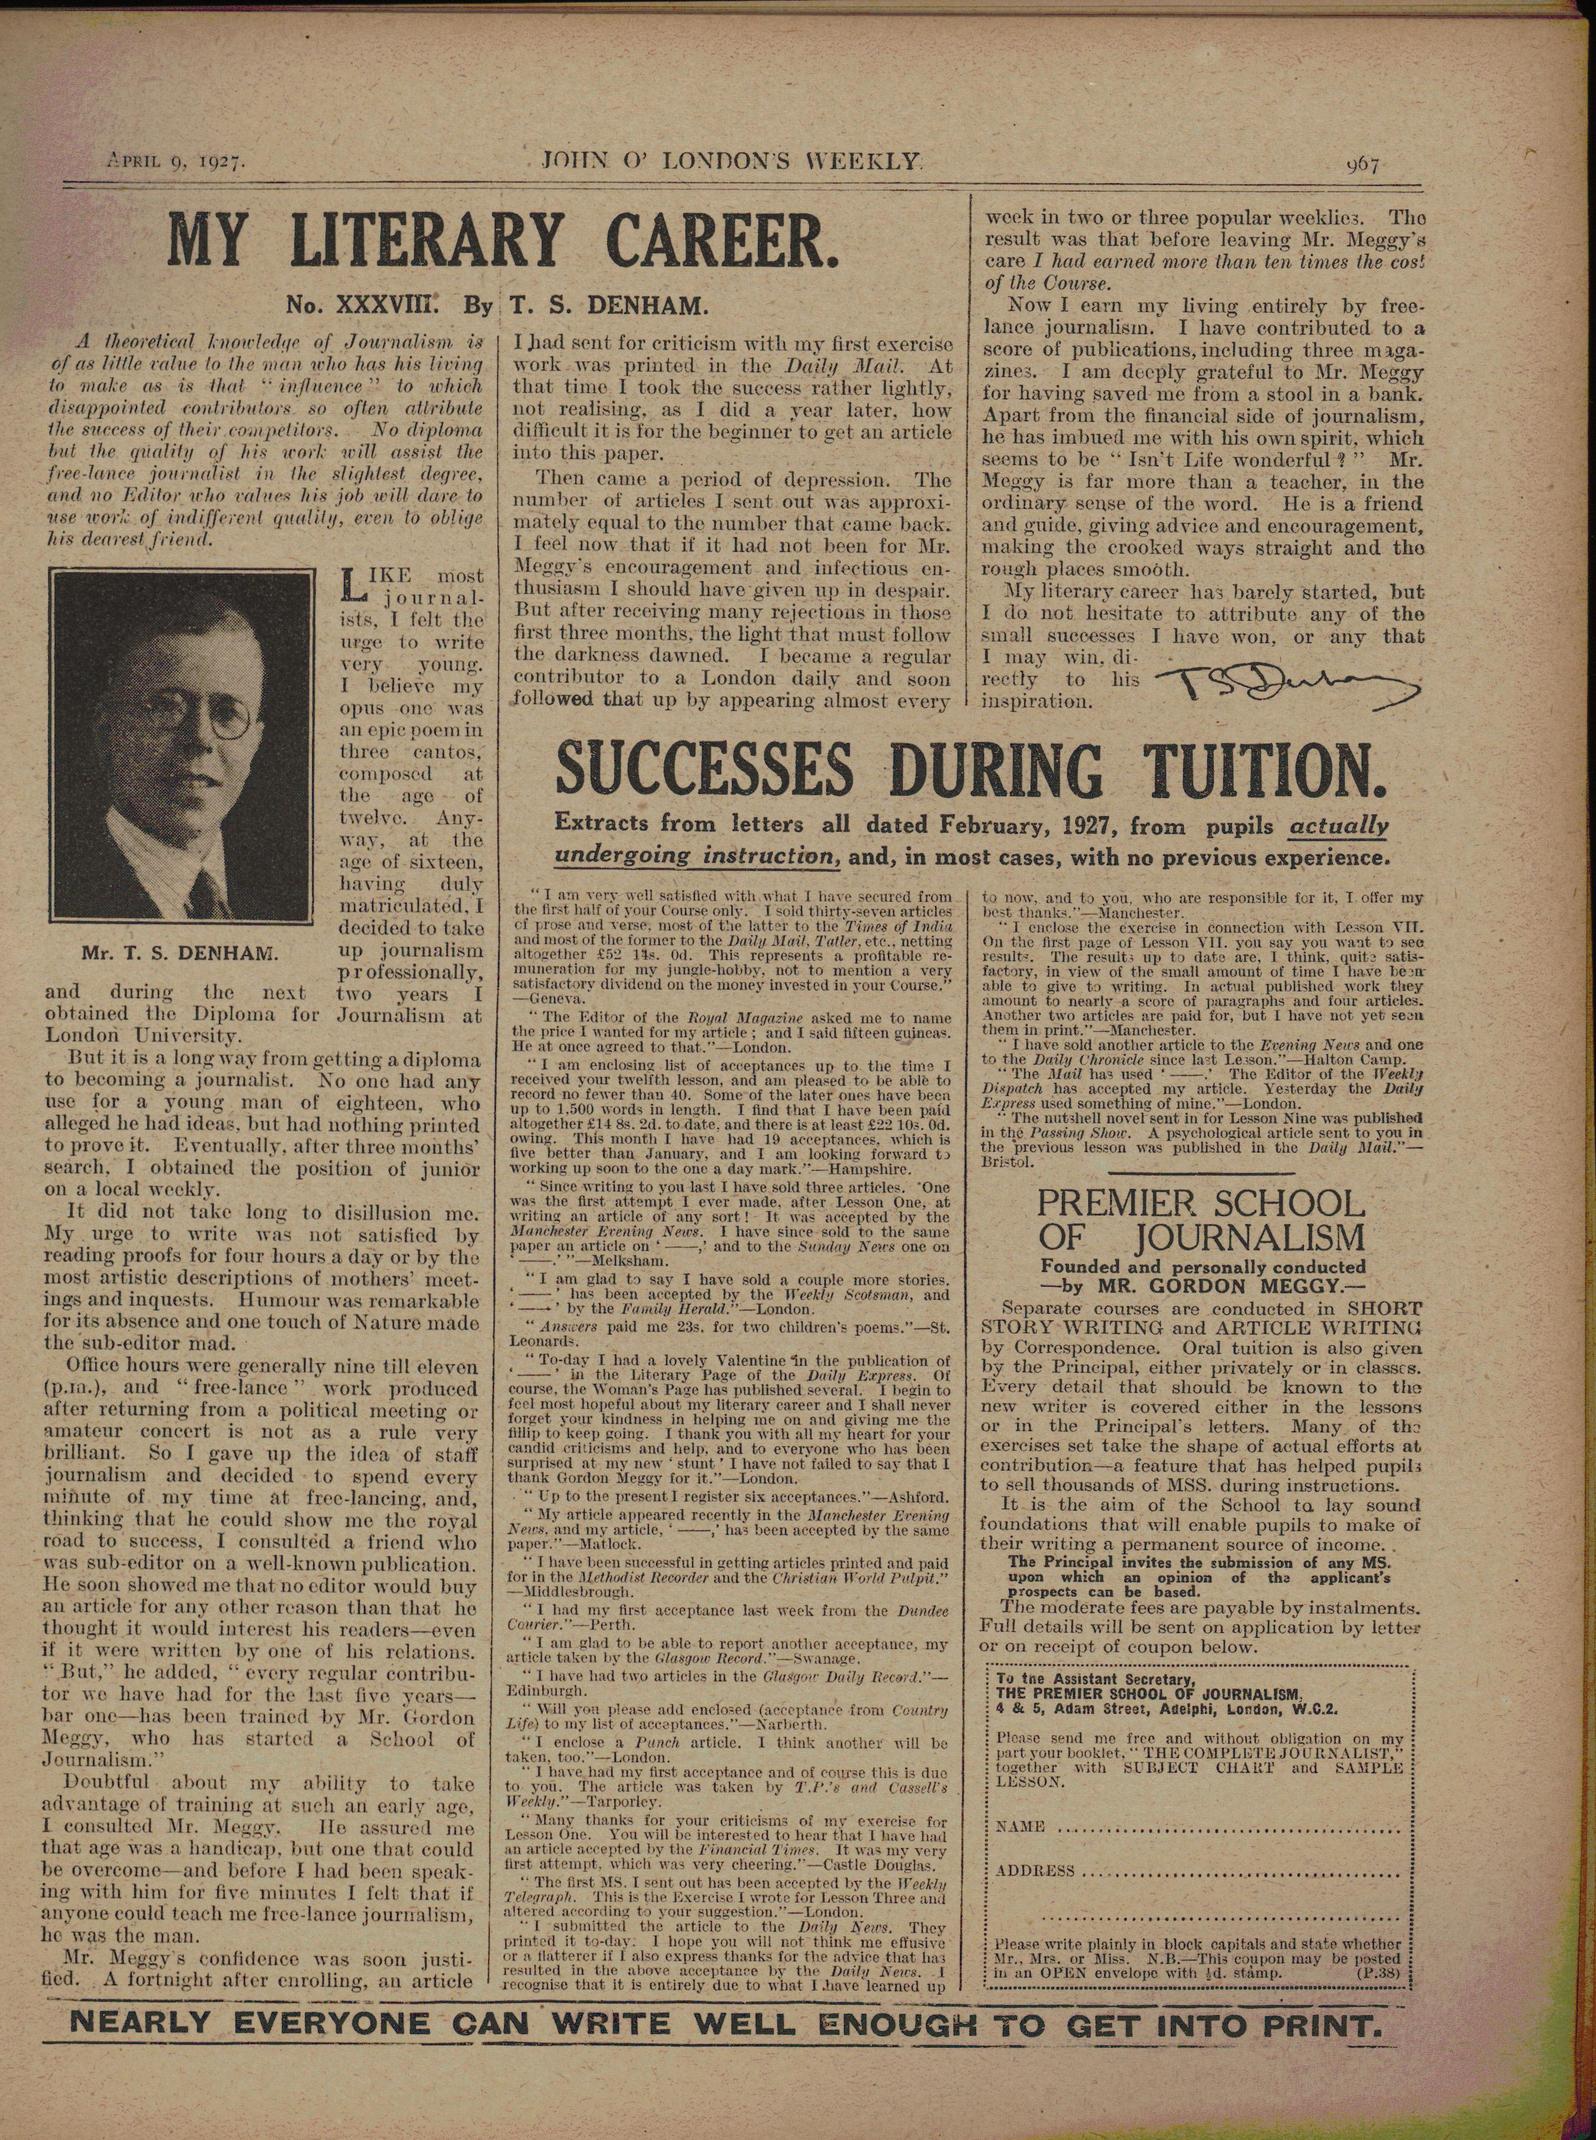 APRIL 9, 1927.
JOHN O' LONDON'S WEEKLY.
967
MY LITERARY CAREER.
No. XXXVIII. By T. S. DENHAM.
A theoretical knowledge of Journalism is
of as little value to the man who has his living
to make as is that “influence” to which
disappointed contributors so often attribute
the success of their competitors. No diploma
but the quality of his work will assist the
free-lance journalist in the slightest degree,
and no Editor who values his job will dare to
use work of indifferent quality, even to oblige
his dearest friend.
LIKE most
journal-
ists, I felt the
urge to write
very young.
I believe my
opus one was
an epic poem in
three cantos,
composed at
the age of
twelve. Any-
way, at the
age of sixteen,
having duly
matriculated, I
decided to take
up journalism
professionally,
Mr. T. S. DENHAM.
and during the next two years I
obtained the Diploma for Journalism at
London University.
But it is a long way from getting a diploma
to becoming a journalist. No one had any
use for a young man of eighteen, who
alleged he had ideas, but had nothing printed
to prove it. Eventually, after three months'
search, I obtained the position of junior
on a local weekly.
It did not take long to disillusion me.
My urge to write was not satisfied by
reading proofs for four hours a day or by the
most artistic descriptions of mothers' meet-
ings and inquests. Humour was remarkable
for its absence and one touch of Nature made
the sub-editor mad.
Office hours were generally nine till eleven
(p.m.), and “free-lance” work produced
after returning from a political meeting or
amateur concert is not as a rule very
brilliant. So I gave up the idea of staff
journalism and decided to spend every
minute of my time at free-lancing, and,
thinking that he could show me the royal
road to success, I consulted a friend who
was sub-editor on a well-known publication.
He soon showed me that no editor would buy
an article for any other reason than that he
thought it would interest his readers—even
if it were written by one of his relations.
“But,” he added, “every regular contribu-
tor we have had for the last five years—
bar one—has been trained by Mr. Gordon
Meggy, who has started a School of
Journalism.”
Doubtful about my ability to take
advantage of training at such an early age,
I consulted Mr. Meggy. He assured me
that age was a handicap, but one that could
be overcome—and before I had been speak-
ing with him for five minutes I felt that if
anyone could teach me free-lance journalism,
he was the man.
Mr. Meggy's confidence was soon justi-
fied. A fortnight after enrolling, an article
I had sent for criticism with my first exercise
work was printed in the Daily Mail. At
that time I took the success rather lightly,
not realising, as I did a year later, how
difficult it is for the beginner to get an article
into this paper.
Then came a period of depression. The
number of articles I sent out was approxi-
mately equal to the number that came back.
I feel now that if it had not been for Mr.
Meggy's encouragement and infectious en-
thusiasm I should have given up in despair.
But after receiving many rejections in those
first three months, the light that must follow
the darkness dawned. I became a regular
contributor to a London daily and soon
followed that up by appearing almost every
week in two or three popular weeklies. The
result was that before leaving Mr. Meggy's
care I had earned more than ten times the cost
of the Course.
Now I earn my living entirely by free-
lance journalism. I have contributed to a
score of publications, including three maga-
zines. I am deeply grateful to Mr. Meggy
for having saved me from a stool in a bank.
Apart from the financial side of journalism,
he has imbued me with his own spirit, which
seems to be “Isn't Life wonderful?” Mr.
Meggy is far more than a teacher, in the
ordinary sense of the word. He is a friend
and guide, giving advice and encouragement,
making the crooked ways straight and the
rough places smooth.
My literary career has barely started, but
I do not hesitate to attribute any of the
small successes I have won, or any that
I may win, di-
rectly to his
inspiration.
T S Denham
SUCCESSES DURING TUITION.
Extracts from letters all dated February, 1927, from pupils actually
undergoing instruction, and, in most cases, with no previous experience.
“I am very well satisfied with what I have secured from
the first half of your Course only. I sold thirty-seven articles
of prose and verse, most of the latter to the Times of India
and most of the former to the Daily Mail, Tatler, etc., netting
altogether £52 14s. 0d. This represents a profitable re-
muneration for my jungle-hobby, not to mention a very
satisfactory dividend on the money invested in your Course.”
—Geneva.
“The Editor of the Royal Magazine asked me to name
the price I wanted for my article; and I said fifteen guineas.
He at once agreed to that.”—London.
“I am enclosing list of acceptances up to the time I
received your twelfth lesson, and am pleased to be able to
record no fewer than 40. Some of the later ones have been
up to 1,500 words in length. I find that I have been paid
altogether £14 8s. 2d. to date, and there is at least £22 10s. 0d.
owing. This month I have had 19 acceptances, which is
five better than January, and I am looking forward to
working up soon to the one a day mark.”—Hampshire.
“Since writing to you last I have sold three articles. One
was the first attempt I ever made, after Lesson One, at
writing an article of any sort! It was accepted by the
Manchester Evening News. I have since sold to the same
paper an article on ‘——,’ and to the Sunday News one on
‘——.’”—Melksham.
“I am glad to say I have sold a couple more stories.
‘——’ has been accepted by the Weekly Scotsman, and
‘——’ by the Family Herald.”—London.
“Answers paid me 23s. for two children's poems.”—St.
Leonards.
“To-day I had a lovely Valentine in the publication of
‘——’ in the Literary Page of the Daily Express. Of
course, the Woman's Page has published several. I begin to
feel most hopeful about my literary career and I shall never
forget your kindness in helping me on and giving me the
fillip to keep going. I thank you with all my heart for your
candid criticisms and help, and to everyone who has been
surprised at my new ‘stunt’ I have not failed to say that I
thank Gordon Meggy for it.”—London.
“Up to the present I register six acceptances.”—Ashford.
“My article appeared recently in the Manchester Evening
News, and my article, ‘——,’ has been accepted by the same
paper.”—Matlock.
“I have been successful in getting articles printed and paid
for in the Methodist Recorder and the Christian World Pulpit.”
—Middlesbrough.
“I had my first acceptance last week from the Dundee
Courier.”—Perth.
“I am glad to be able to report another acceptance, my
article taken by the Glasgow Record.”—Swanage.
“I have had two articles in the Glasgow Daily Record.”—
Edinburgh.
“Will you please add enclosed (acceptance from Country
Life) to my list of acceptances.”—Narberth.
“I enclose a Punch article. I think another will be
taken, too.”—London.
“I have had my first acceptance and of course this is due
to you. The article was taken by T.P.'s and Cassell's
Weekly.”—Tarporley.
“Many thanks for your criticisms of my exercise for
Lesson One. You will be interested to hear that I have had
an article accepted by the Financial Times. It was my very
first attempt, which was very cheering.”—Castle Douglas.
“The first MS. I sent out has been accepted by the Weekly
Telegraph. This is the Exercise I wrote for Lesson Three and
altered according to your suggestion.”—London.
“I submitted the article to the Daily News. They
printed it to-day. I hope you will not think me effusive
or a flatterer if I also express thanks for the advice that has
resulted in the above acceptance by the Daily News. I
recognise that it is entirely due to what I have learned up
to now, and to you, who are responsible for it, I offer my
best thanks.”—Manchester.
“I enclose the exercise in connection with Lesson VII.
On the first page of Lesson VII. you say you want to see
results. The results up to date are, I think, quite satis-
factory, in view of the small amount of time I have been
able to give to writing. In actual published work they
amount to nearly a score of paragraphs and four articles.
Another two articles are paid for, but I have not yet seen
them in print.”—Manchester.
“I have sold another article to the Evening News and one
to the Daily Chronicle since last Lesson.”—Halton Camp.
“The Mail has used ‘——.’ The Editor of the Weekly
Dispatch has accepted my article. Yesterday the Daily
Express used something of mine.”—London.
“The nutshell novel sent in for Lesson Nine was published
in the Passing Show. A psychological article sent to you in
the previous lesson was published in the Daily Mail.”—
Bristol.
PREMIER SCHOOL
OF JOURNALISM
Founded and personally conducted
—by MR. GORDON MEGGY.—
Separate courses are conducted in SHORT
STORY WRITING and ARTICLE WRITING
by Correspondence. Oral tuition is also given
by the Principal, either privately or in classes.
Every detail that should be known to the
new writer is covered either in the lessons
or in the Principal's letters. Many of the
exercises set take the shape of actual efforts at
contribution—a feature that has helped pupils
to sell thousands of MSS. during instructions.
It is the aim of the School to lay sound
foundations that will enable pupils to make of
their writing a permanent source of income.
The Principal invites the submission of any MS.
upon which an opinion of the applicant's
prospects can be based.
The moderate fees are payable by instalments.
Full details will be sent on application by letter
or on receipt of coupon below.
To the Assistant Secretary,
THE PREMIER SCHOOL OF JOURNALISM,
4 & 5, Adam Street, Adelphi, London, W.C.2.
Please send me free and without obligation on my
part your booklet, “THE COMPLETE JOURNALIST,”
together with SUBJECT CHART and SAMPLE
LESSON.
NAME
ADDRESS
Please write plainly in block capitals and state whether
Mr., Mrs. or Miss. N.B.—This coupon may be posted
in an OPEN envelope with ½d. stamp. (P.38)
NEARLY EVERYONE CAN WRITE WELL ENOUGH TO GET INTO PRINT.